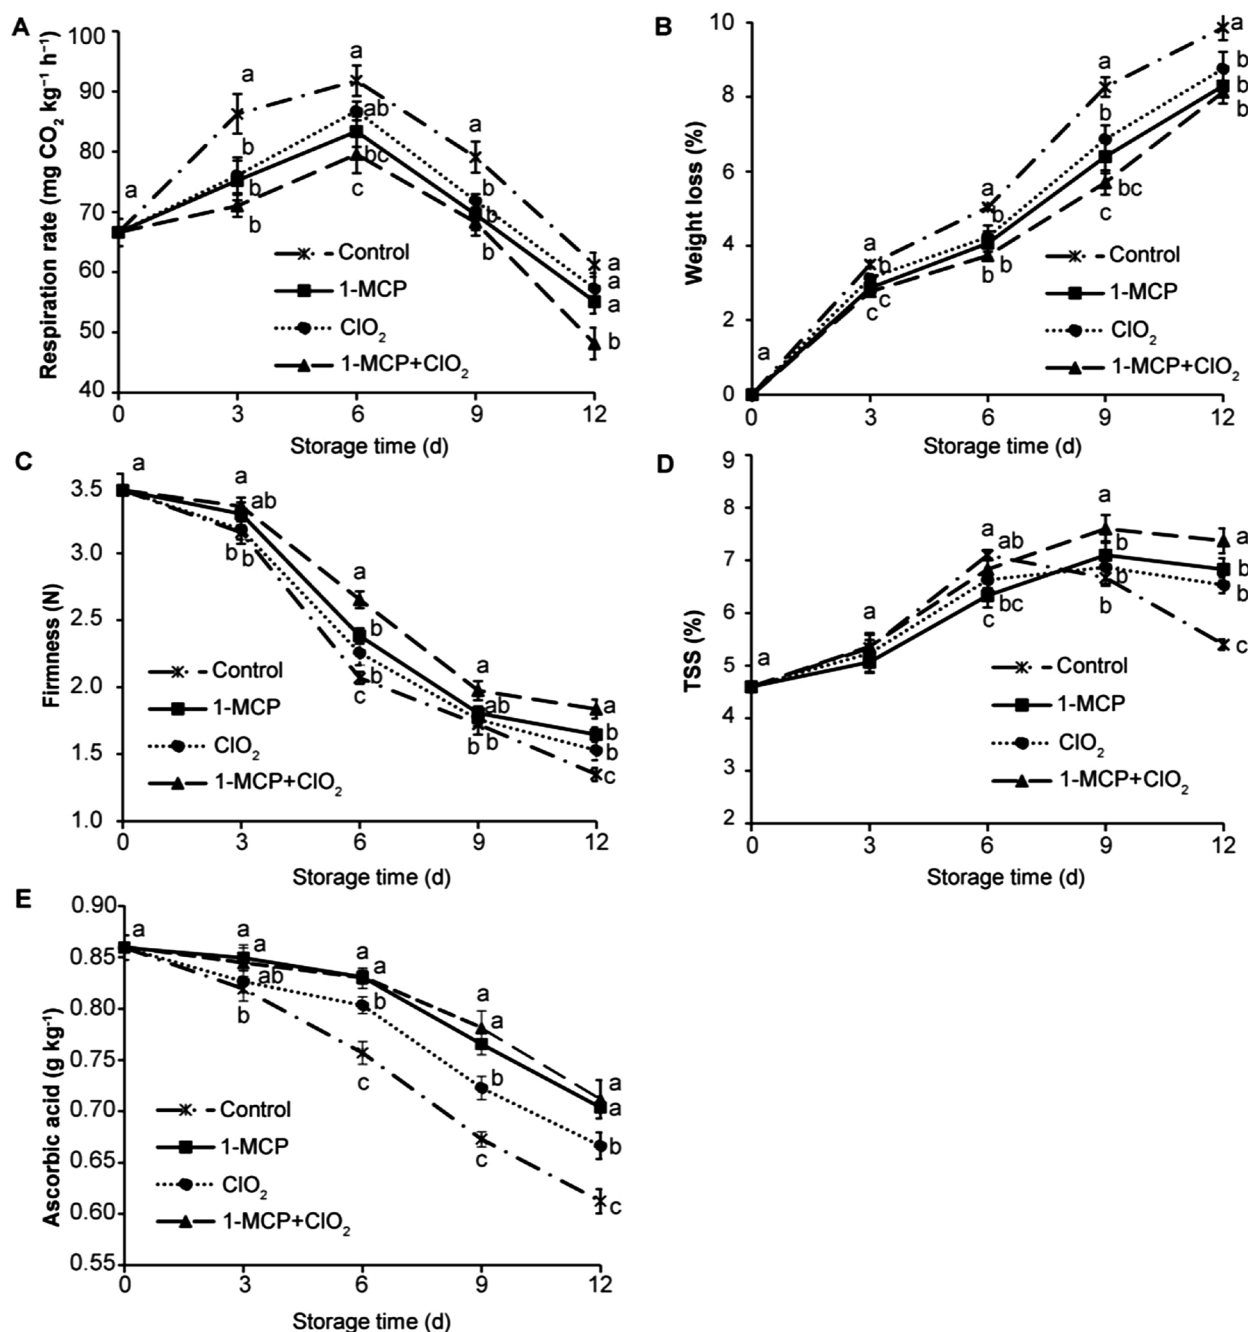 A
Respiration rate (mg CO₂ kg⁻¹ h⁻¹)
100
90
80
70
60
50
40
a
a
b
b
b
a
ab
bc
c
a
b
b
b
a
a
a
b
Control
1-MCP
ClO₂
1-MCP+ClO₂
0 3 6 9 12
Storage time (d)
B
Weight loss (%)
10
8
6
4
2
0
a
a
b
c
c
a
b
b
b
a
b
bc
c
a
b
b
b
Control
1-MCP
ClO₂
1-MCP+ClO₂
0 3 6 9 12
Storage time (d)
C
Firmness (N)
3.5
3.0
2.5
2.0
1.5
1.0
a
a
ab
b
b
a
b
b
c
a
ab
b
b
a
b
b
c
Control
1-MCP
ClO₂
1-MCP+ClO₂
0 3 6 9 12
Storage time (d)
D
TSS (%)
9
8
7
6
5
4
3
2
a
a
a
ab
bc
c
a
b
b
b
a
b
b
c
Control
1-MCP
ClO₂
1-MCP+ClO₂
0 3 6 9 12
Storage time (d)
E
Ascorbic acid (g kg⁻¹)
0.90
0.85
0.80
0.75
0.70
0.65
0.60
0.55
a
a
a
ab
b
a
a
b
c
a
a
b
c
a
a
b
c
Control
1-MCP
ClO₂
1-MCP+ClO₂
0 3 6 9 12
Storage time (d)